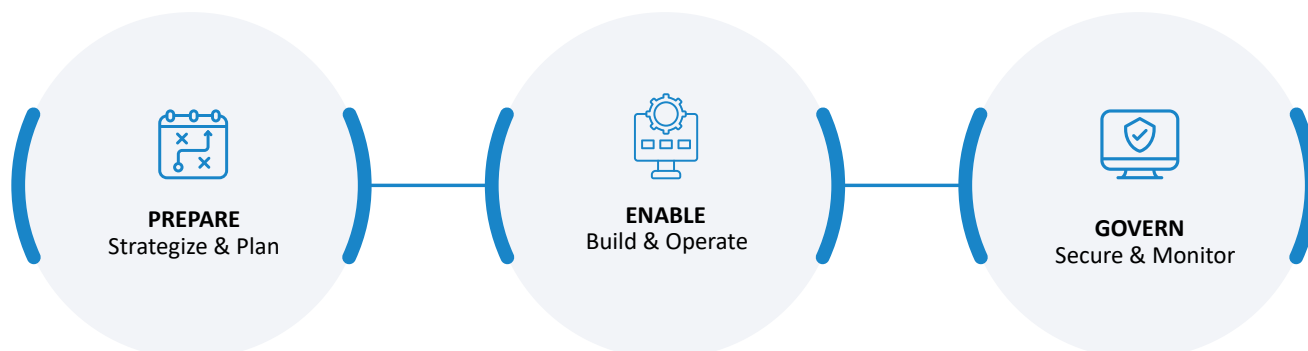 PREPARE
Strategize & Plan
ENABLE
Build & Operate
GOVERN
Secure & Monitor